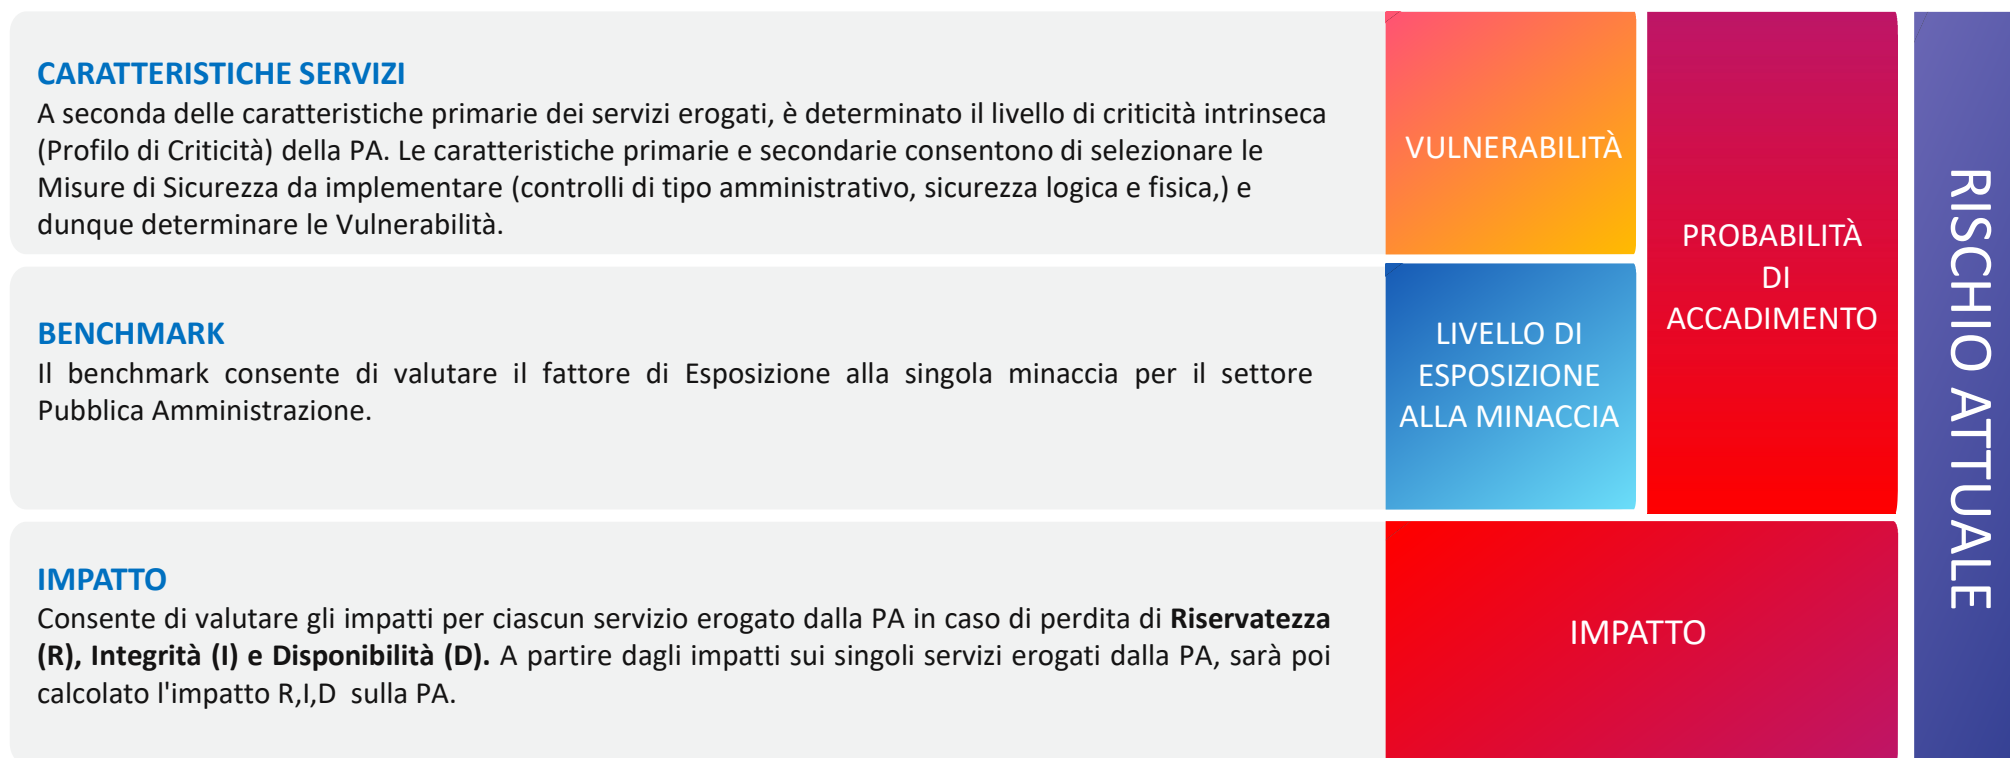 CARATTERISTICHE SERVIZI
A seconda delle caratteristiche primarie dei servizi erogati, è determinato il livello di criticità intrinseca
(Profilo di Criticità) della PA. Le caratteristiche primarie e secondarie consentono di selezionare le
Misure di Sicurezza da implementare (controlli di tipo amministrativo, sicurezza logica e fisica,) e
dunque determinare le Vulnerabilità.
VULNERABILITÀ
BENCHMARK
Il benchmark consente di valutare il fattore di Esposizione alla singola minaccia per il settore
Pubblica Amministrazione.
LIVELLO DI
ESPOSIZIONE
ALLA MINACCIA
PROBABILITÀ
DI
ACCADIMENTO
IMPATTO
Consente di valutare gli impatti per ciascun servizio erogato dalla PA in caso di perdita di Riservatezza
(R), Integrità (I) e Disponibilità (D). A partire dagli impatti sui singoli servizi erogati dalla PA, sarà poi
calcolato l'impatto R,I,D sulla PA.
IMPATTO
RISCHIO ATTUALE